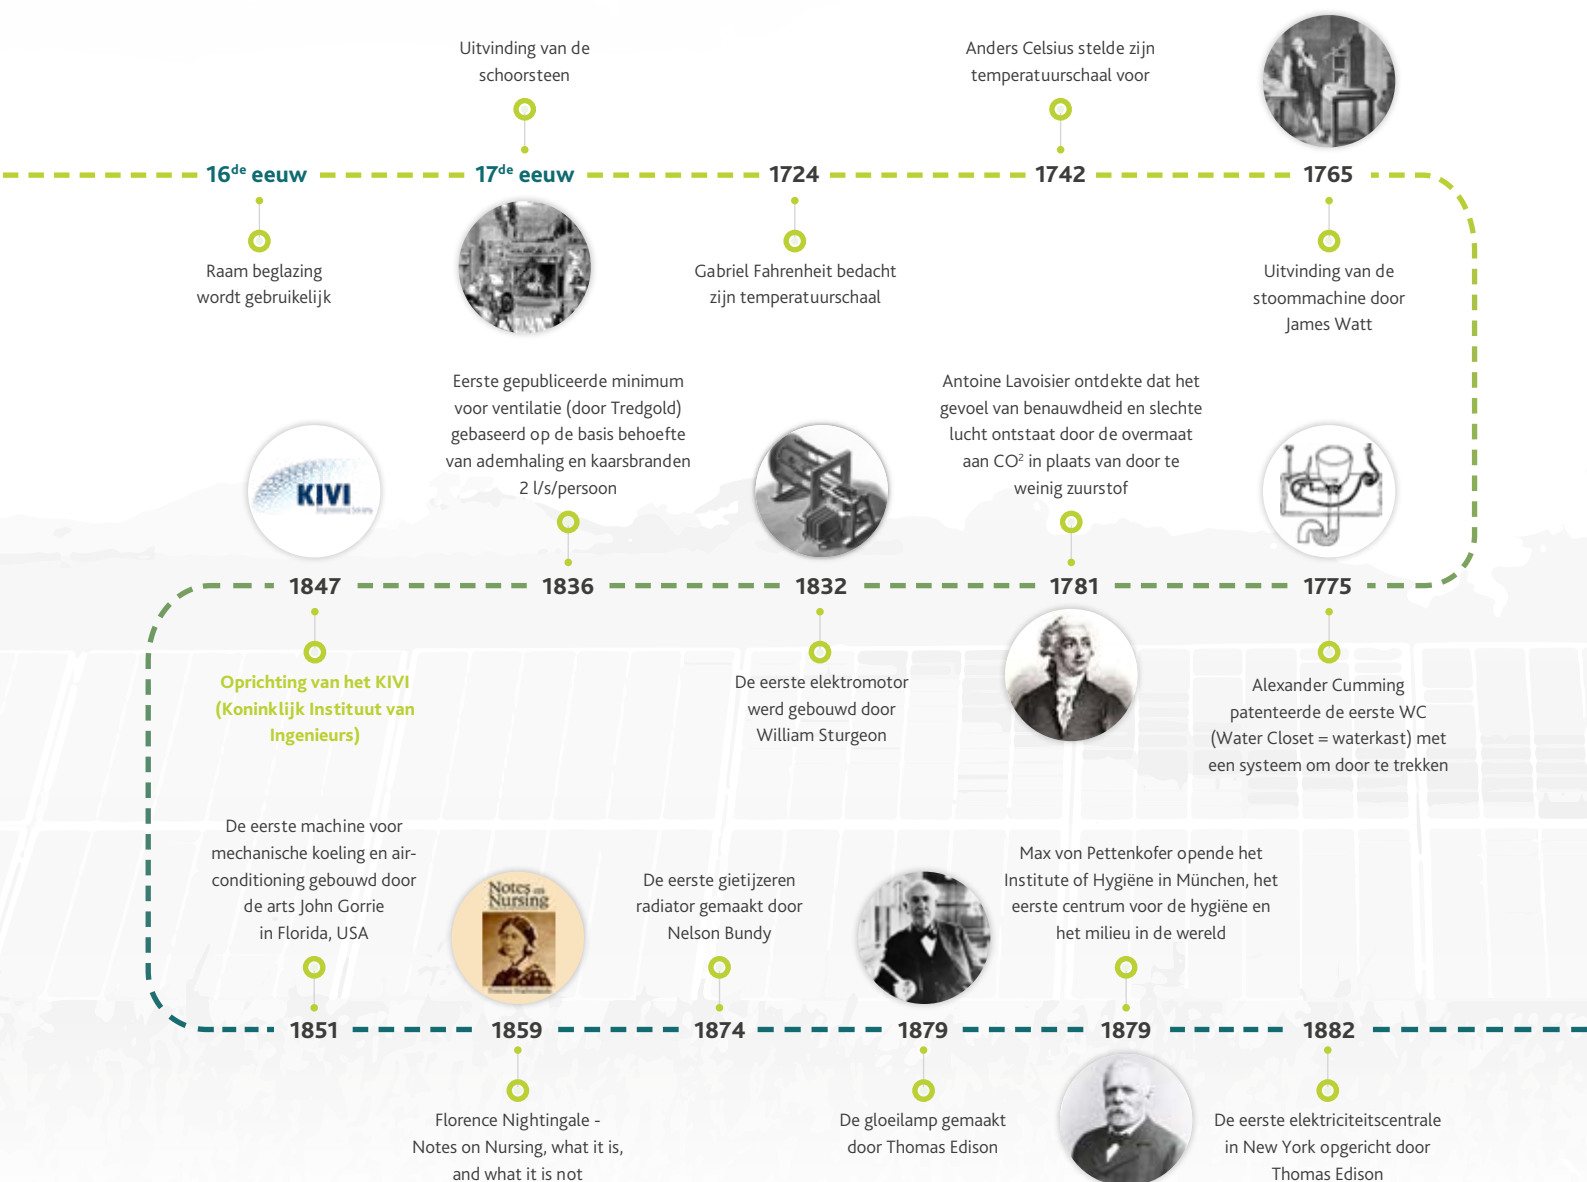 Uitvinding van de
schoorsteen
Anders Celsius stelde zijn
temperatuurschaal voor
16de eeuw
17de eeuw
1724
1742
1765
Raam beglazing
wordt gebruikelijk
Gabriel Fahrenheit bedacht
zijn temperatuurschaal
Uitvinding van de
stoommachine door
James Watt
Eerste gepubliceerde minimum
voor ventilatie (door Tredgold)
gebaseerd op de basis behoefte
van ademhaling en kaarsbranden
2 l/s/persoon
Antoine Lavoisier ontdekte dat het
gevoel van benauwdheid en slechte
lucht ontstaat door de overmaat
aan CO² in plaats van door te
weinig zuurstof
KIVI
Engineering Society
1847
1836
1832
1781
1775
Oprichting van het KIVI
(Koninklijk Instituut van
Ingenieurs)
De eerste elektromotor
werd gebouwd door
William Sturgeon
Alexander Cumming
patenteerde de eerste WC
(Water Closet = waterkast) met
een systeem om door te trekken
De eerste machine voor
mechanische koeling en air-
conditioning gebouwd door
de arts John Gorrie
in Florida, USA
Notes on
Nursing
Florence Nightingale
De eerste gietijzeren
radiator gemaakt door
Nelson Bundy
Max von Pettenkofer opende het
Institute of Hygiëne in München, het
eerste centrum voor de hygiëne en
het milieu in de wereld
1851
1859
1874
1879
1879
1882
Florence Nightingale -
Notes on Nursing, what it is,
and what it is not
De gloeilamp gemaakt
door Thomas Edison
De eerste elektriciteitscentrale
in New York opgericht door
Thomas Edison